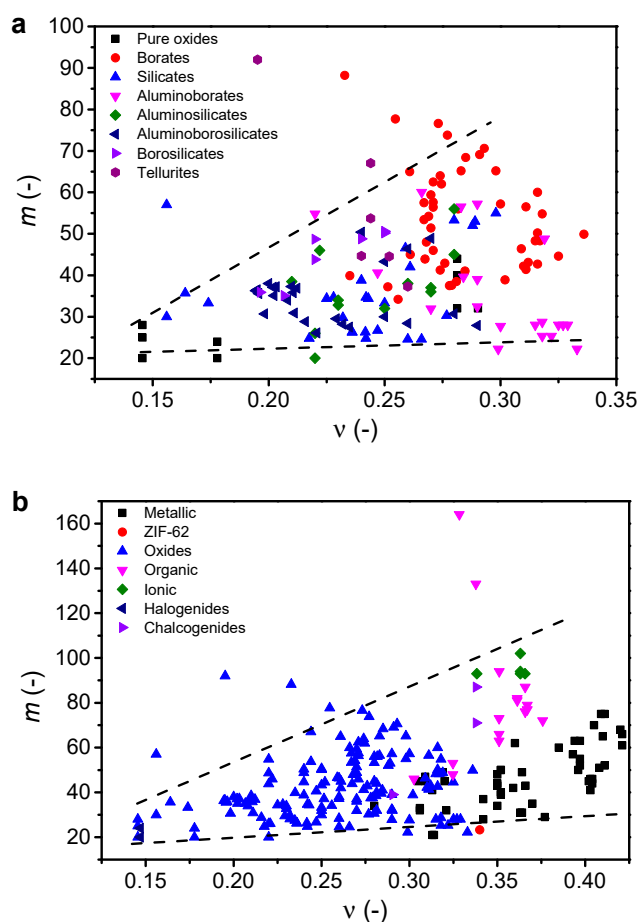 a
Pure oxides
Borates
Silicates
Aluminoborates
Aluminosilicates
Aluminoborosilicates
Borosilicates
Tellurites
100
90
80
70
60
50
40
30
20
m (-)
0.15 0.20 0.25 0.30 0.35
ν (-)
b
Metallic
ZIF-62
Oxides
Organic
Ionic
Halogenides
Chalcogenides
160
140
120
100
80
60
40
20
m (-)
0.15 0.20 0.25 0.30 0.35 0.40
ν (-)